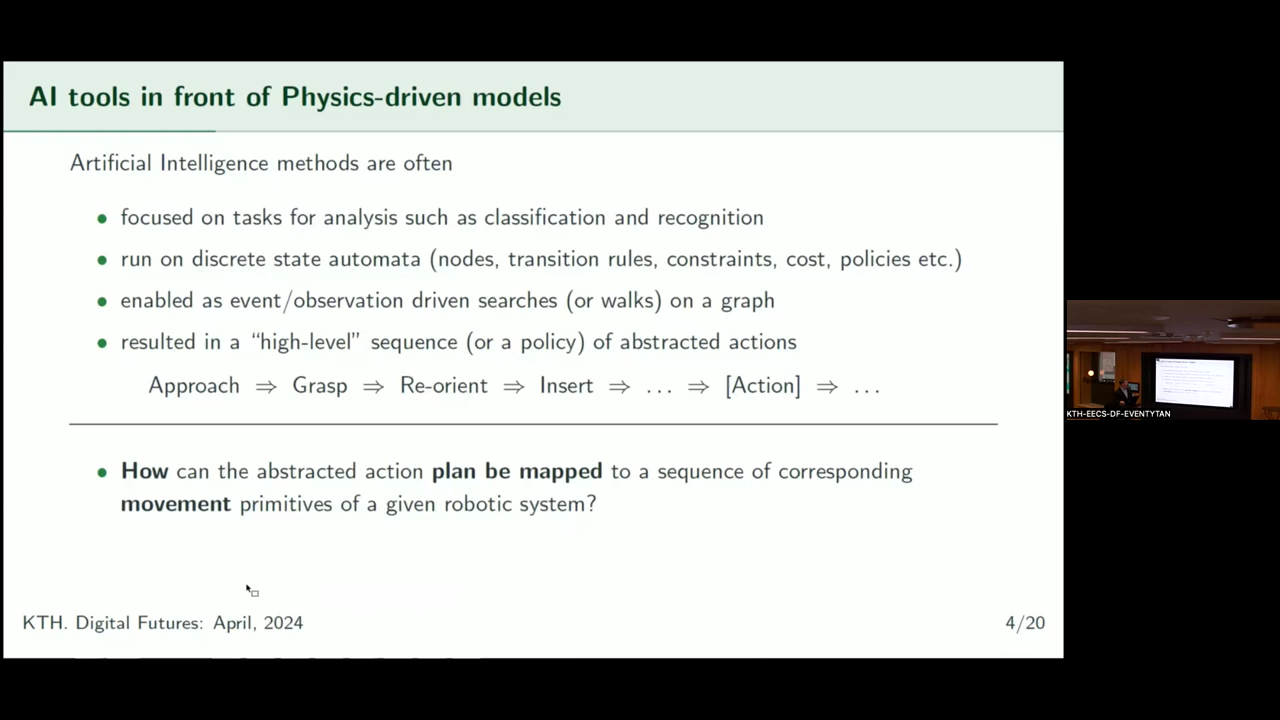 AI tools in front of Physics-driven models
Artificial Intelligence methods are often
• focused on tasks for analysis such as classification and recognition
• run on discrete state automata (nodes, transition rules, constraints, cost, policies etc.)
• enabled as event/observation driven searches (or walks) on a graph
• resulted in a “high-level” sequence (or a policy) of abstracted actions
Approach ⇒ Grasp ⇒ Re-orient ⇒ Insert ⇒ ... ⇒ [Action] ⇒ ...
• How can the abstracted action plan be mapped to a sequence of corresponding
movement primitives of a given robotic system?
KTH. Digital Futures: April, 2024
4/20
KTH-EECS-DF-EVENTYTAN